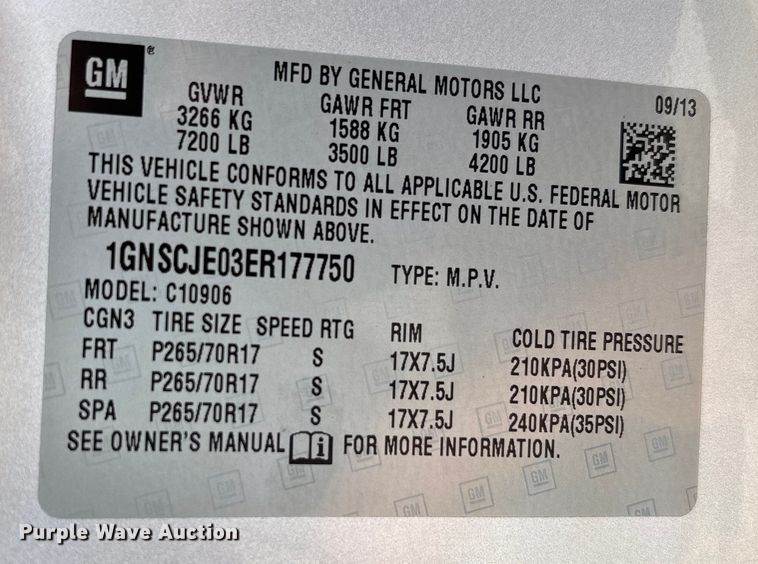 GM ®
MFD BY GENERAL MOTORS LLC
09/13
GVWR GAWR FRT GAWR RR
3266 KG 1588 KG 1905 KG
7200 LB 3500 LB 4200 LB
THIS VEHICLE CONFORMS TO ALL APPLICABLE U.S. FEDERAL MOTOR
VEHICLE SAFETY STANDARDS IN EFFECT ON THE DATE OF
MANUFACTURE SHOWN ABOVE.
1GNSCJE03ER177750 TYPE: M.P.V.
MODEL: C10906
CGN3 TIRE SIZE SPEED RTG RIM COLD TIRE PRESSURE
FRT P265/70R17 S 17X7.5J 210KPA(30PSI)
RR P265/70R17 S 17X7.5J 210KPA(30PSI)
SPA P265/70R17 S 17X7.5J 240KPA(35PSI)
SEE OWNER'S MANUAL i FOR MORE INFORMATION.
Purple Wave Auction